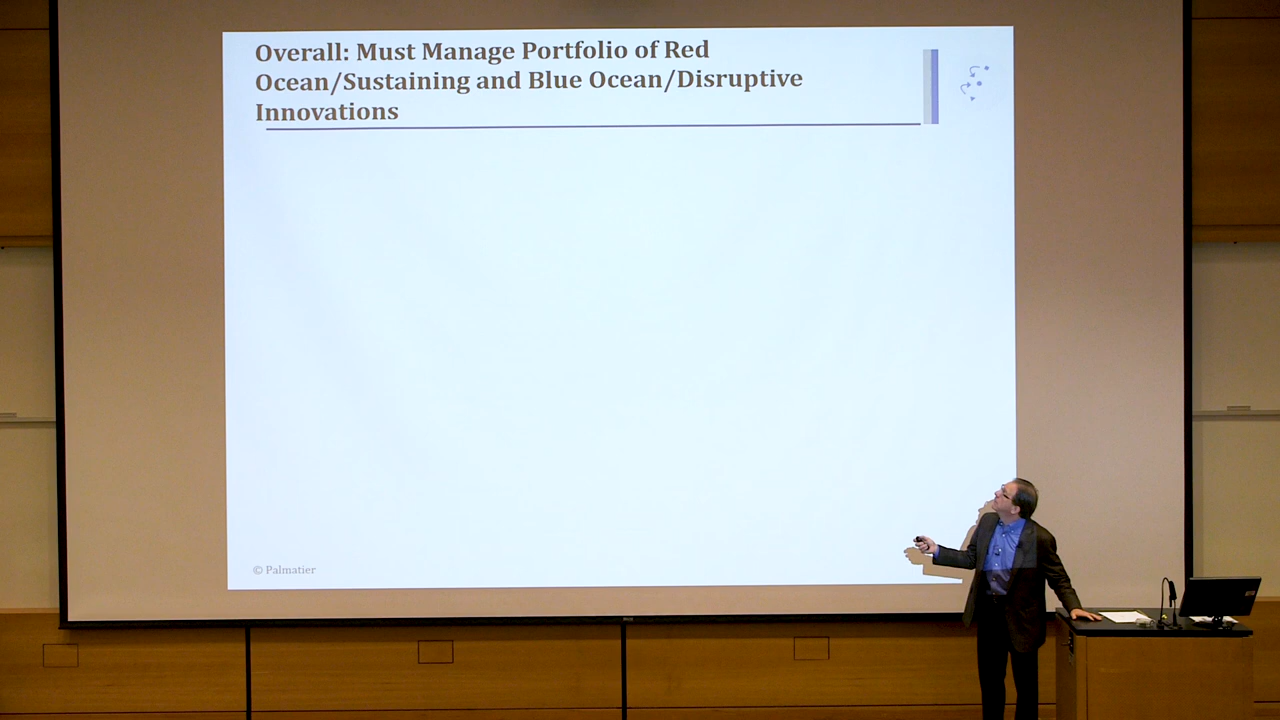 Overall: Must Manage Portfolio of Red
Ocean/Sustaining and Blue Ocean/Disruptive
Innovations
© Palmatier